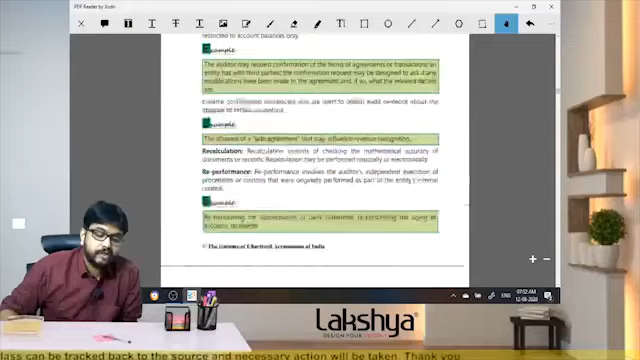 PDF Reader by Xodo
restricted to account balances only.
Example
The auditor may request confirmation of the terms of agreements or transactions an
entity has with third parties; the confirmation request may be designed to ask if any
modifications have been made to the agreement and, if so, what the relevant details
are.
External confirmation procedures also are used to obtain audit evidence about the
absence of certain conditions.
Example
The absence of a "side agreement" that may influence revenue recognition.
Recalculation: Recalculation consists of checking the mathematical accuracy of
documents or records. Recalculation may be performed manually or electronically.
Re-performance: Re-performance involves the auditor's independent execution of
procedures or controls that were originally performed as part of the entity's internal
control.
Example
Re-performing the
© The Institute of Chartered Accountants of India
ENG
07:52 AM
12-08-2020
Lakshya
DESIGN YOUR DESTINY
lass can be tracked back to the source and necessary action will be taken. Thank you